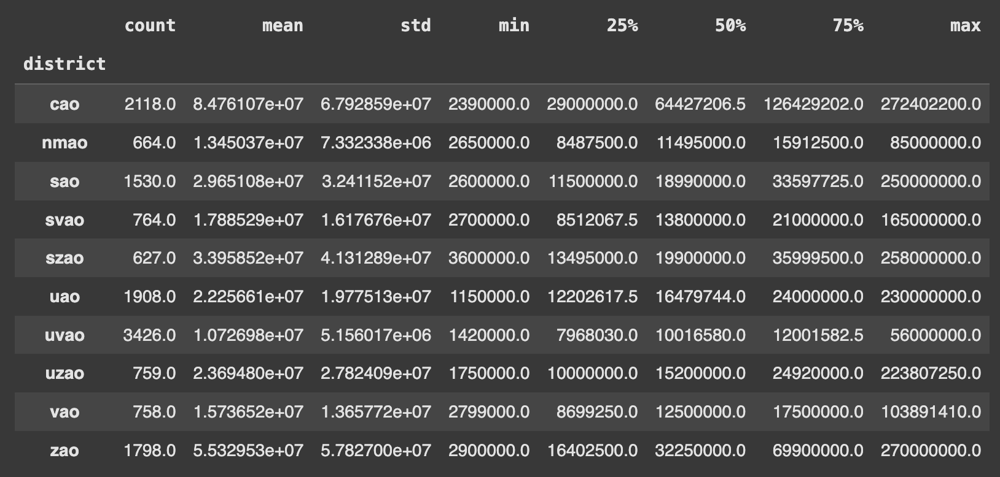 count mean std min 25% 50% 75% max
district
cao 2118.0 8.476107e+07 6.792859e+07 2390000.0 29000000.0 64427206.5 126429202.0 272402200.0
nmao 664.0 1.345037e+07 7.332338e+06 2650000.0 8487500.0 11495000.0 15912500.0 85000000.0
sao 1530.0 2.965108e+07 3.241152e+07 2600000.0 11500000.0 18990000.0 33597725.0 250000000.0
svao 764.0 1.788529e+07 1.617676e+07 2700000.0 8512067.5 13800000.0 21000000.0 165000000.0
szao 627.0 3.395852e+07 4.131289e+07 3600000.0 13495000.0 19900000.0 35999500.0 258000000.0
uao 1908.0 2.225661e+07 1.977513e+07 1150000.0 12202617.5 16479744.0 24000000.0 230000000.0
uvao 3426.0 1.072698e+07 5.156017e+06 1420000.0 7968030.0 10016580.0 12001582.5 56000000.0
uzao 759.0 2.369480e+07 2.782409e+07 1750000.0 10000000.0 15200000.0 24920000.0 223807250.0
vao 758.0 1.573652e+07 1.365772e+07 2799000.0 8699250.0 12500000.0 17500000.0 103891410.0
zao 1798.0 5.532953e+07 5.782700e+07 2900000.0 16402500.0 32250000.0 69900000.0 270000000.0